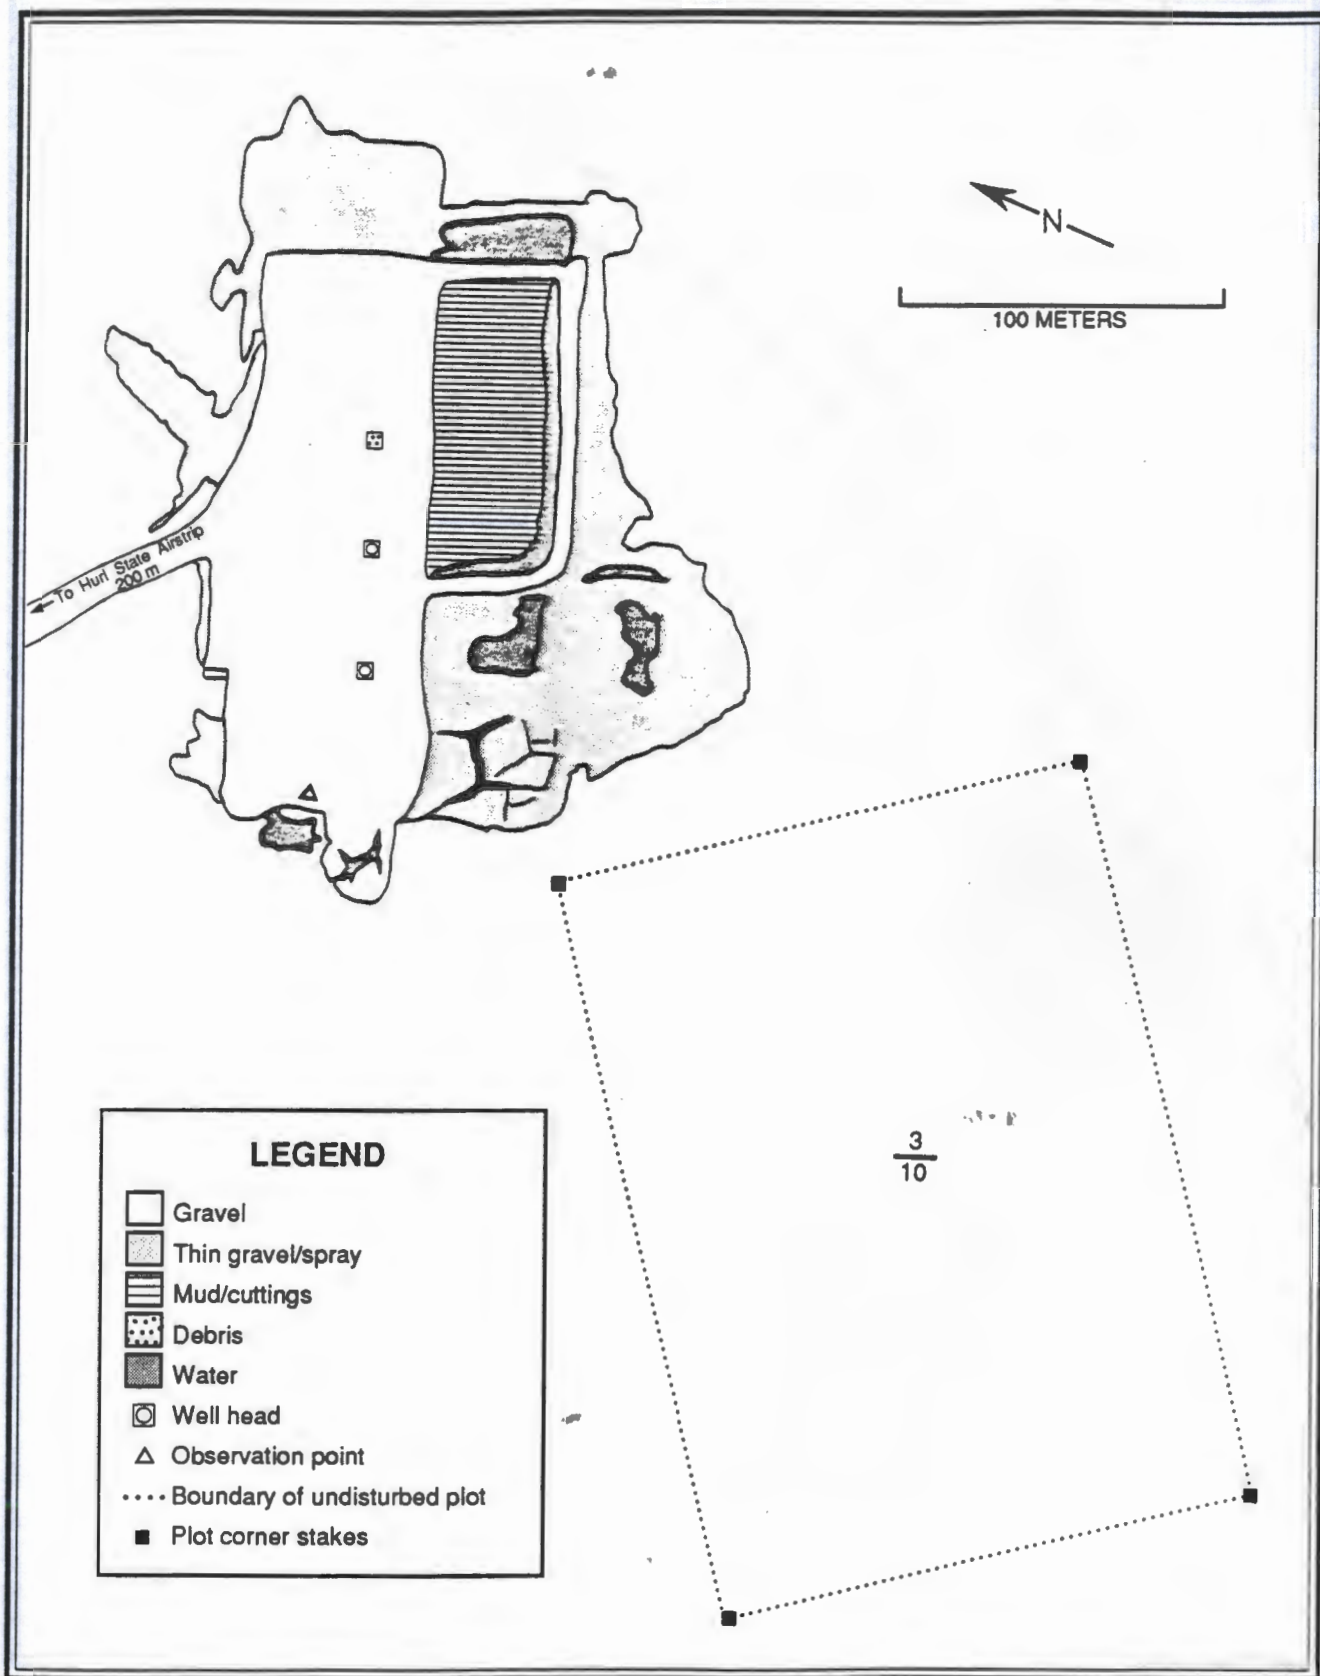 N
100 METERS
To Hurl State Airstrip
200 m
3
10
LEGEND
Gravel
Thin gravel/spray
Mud/cuttings
Debris
Water
Well head
Observation point
Boundary of undisturbed plot
Plot corner stakes